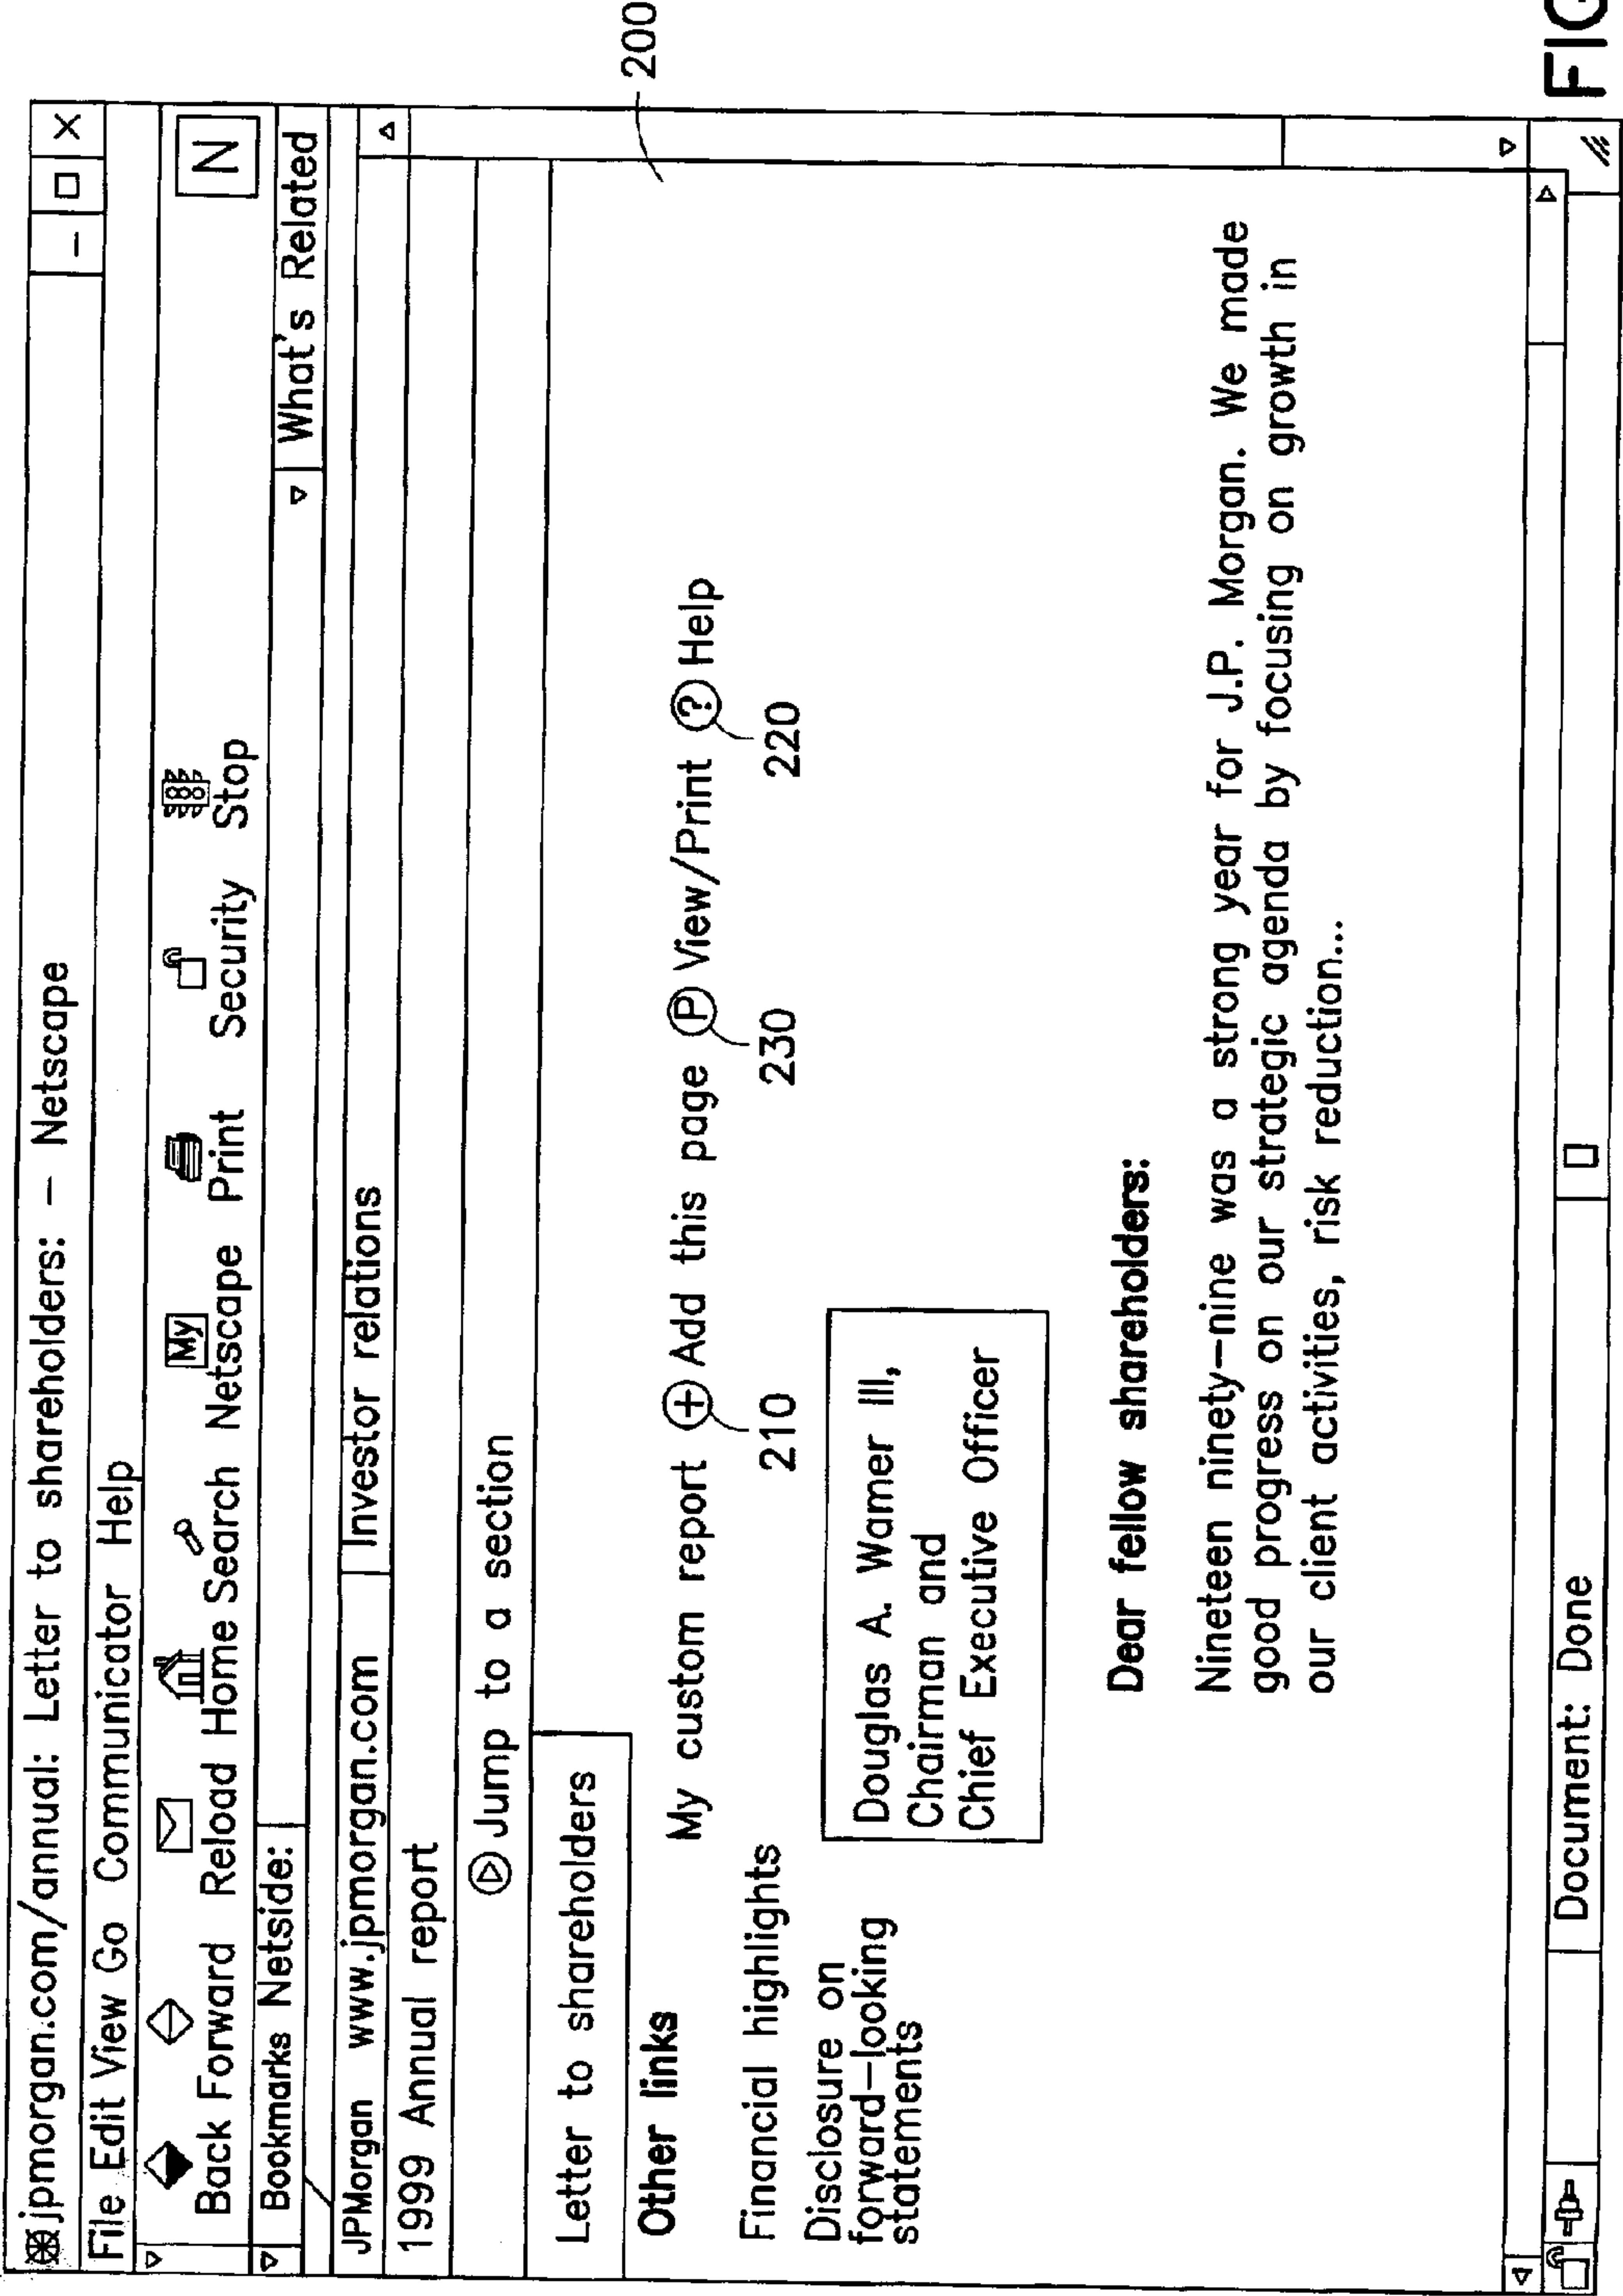 jpmorgan.com/annual: Letter to shareholders: – Netscape
File Edit View Go Communicator Help
N
My
Back Forward Reload Home Search Netscape Print Security Stop
Bookmarks Netside: What's Related
JPMorgan www.jpmorgan.com Investor relations
1999 Annual report
Jump to a section
Letter to shareholders
200
Other links
My custom report + Add this page P View/Print ? Help
210 230 220
Financial highlights
Disclosure on
forward-looking
statements
Douglas A. Warner III,
Chairman and
Chief Executive Officer
Dear fellow shareholders:
Nineteen ninety-nine was a strong year for J.P. Morgan. We made
good progress on our strategic agenda by focusing on growth in
our client activities, risk reduction...
Document: Done
FIG